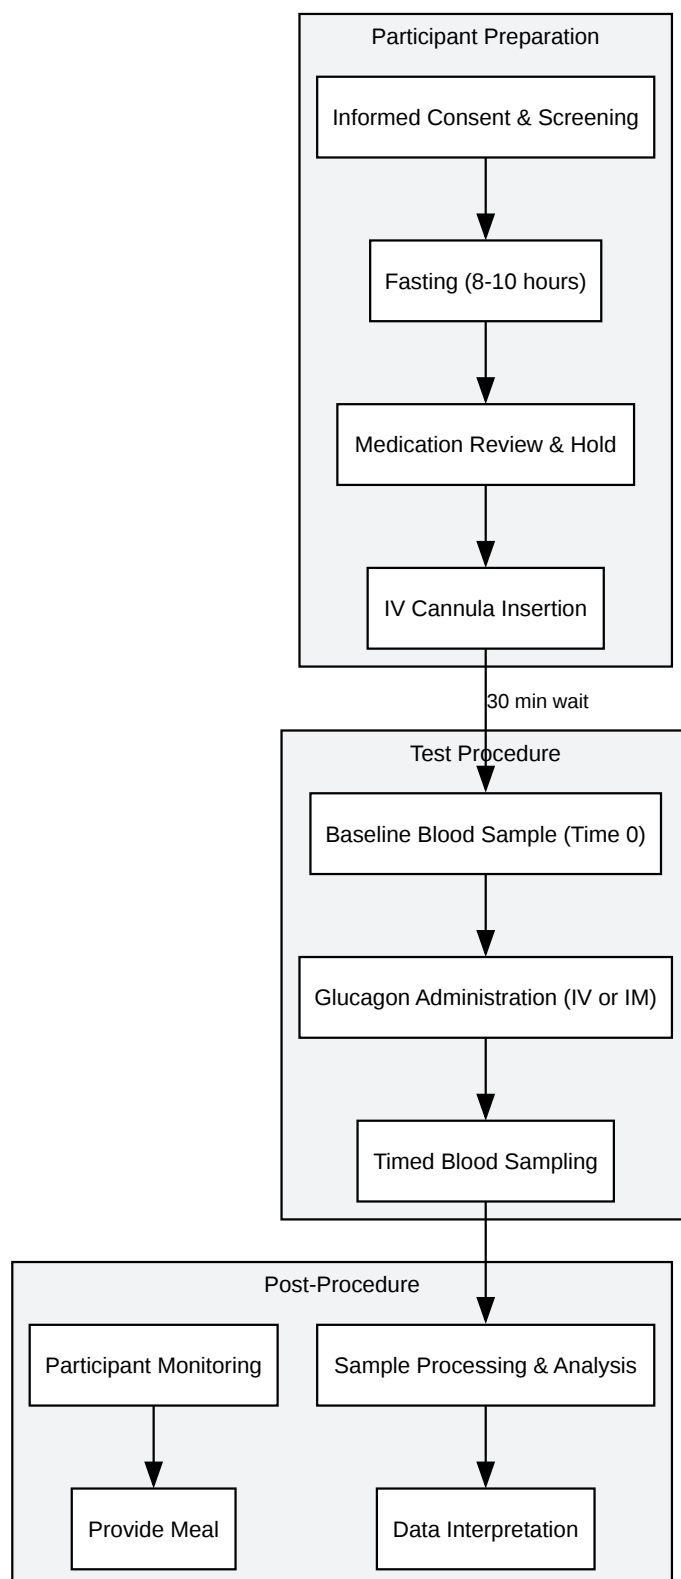 Participant Preparation
Informed Consent & Screening
Fasting (8-10 hours)
Medication Review & Hold
IV Cannula Insertion
30 min wait
Test Procedure
Baseline Blood Sample (Time 0)
Glucagon Administration (IV or IM)
Timed Blood Sampling
Post-Procedure
Participant Monitoring
Sample Processing & Analysis
Provide Meal
Data Interpretation